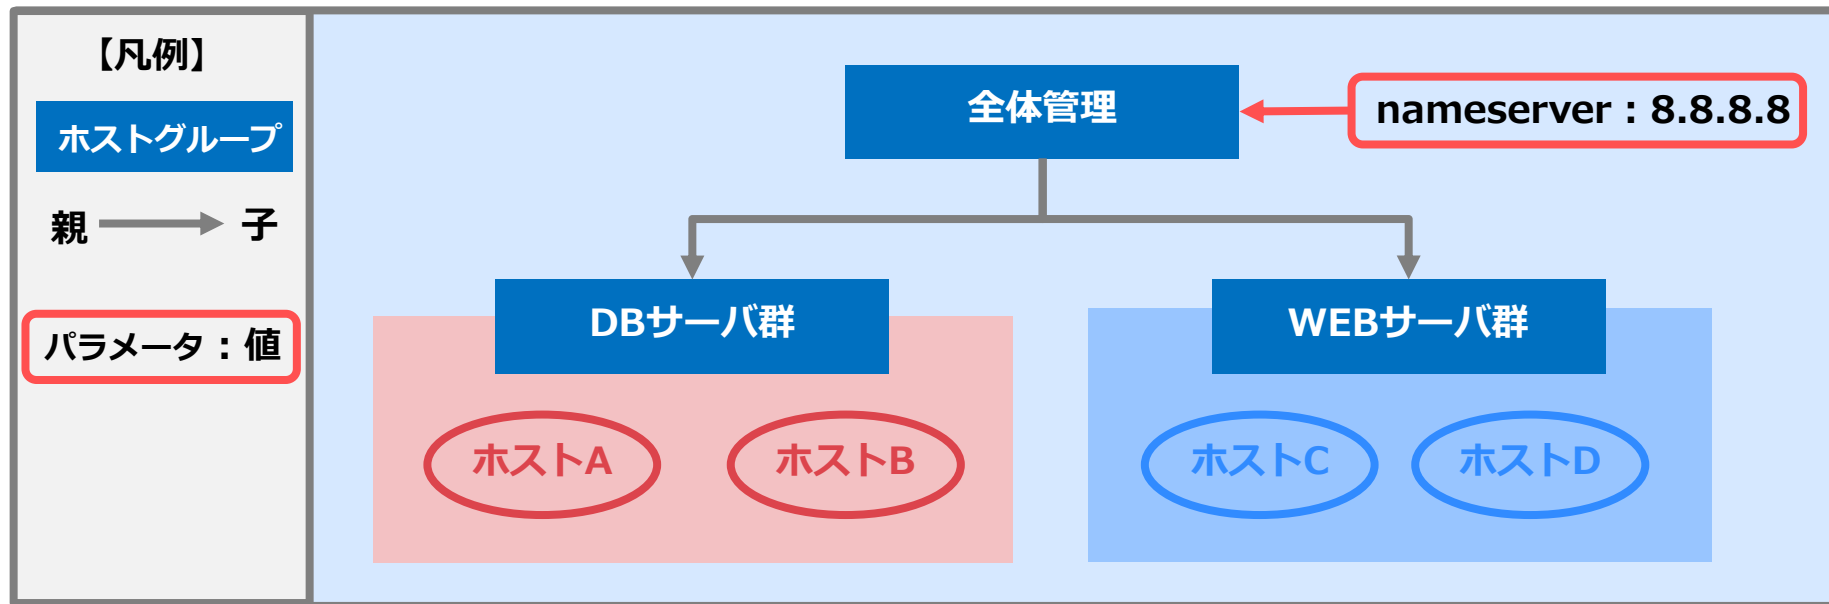 【凡例】
ホストグループ
親 子
パラメータ：値
全体管理
nameserver：8.8.8.8
DBサーバ群
WEBサーバ群
ホストA
ホストB
ホストC
ホストD